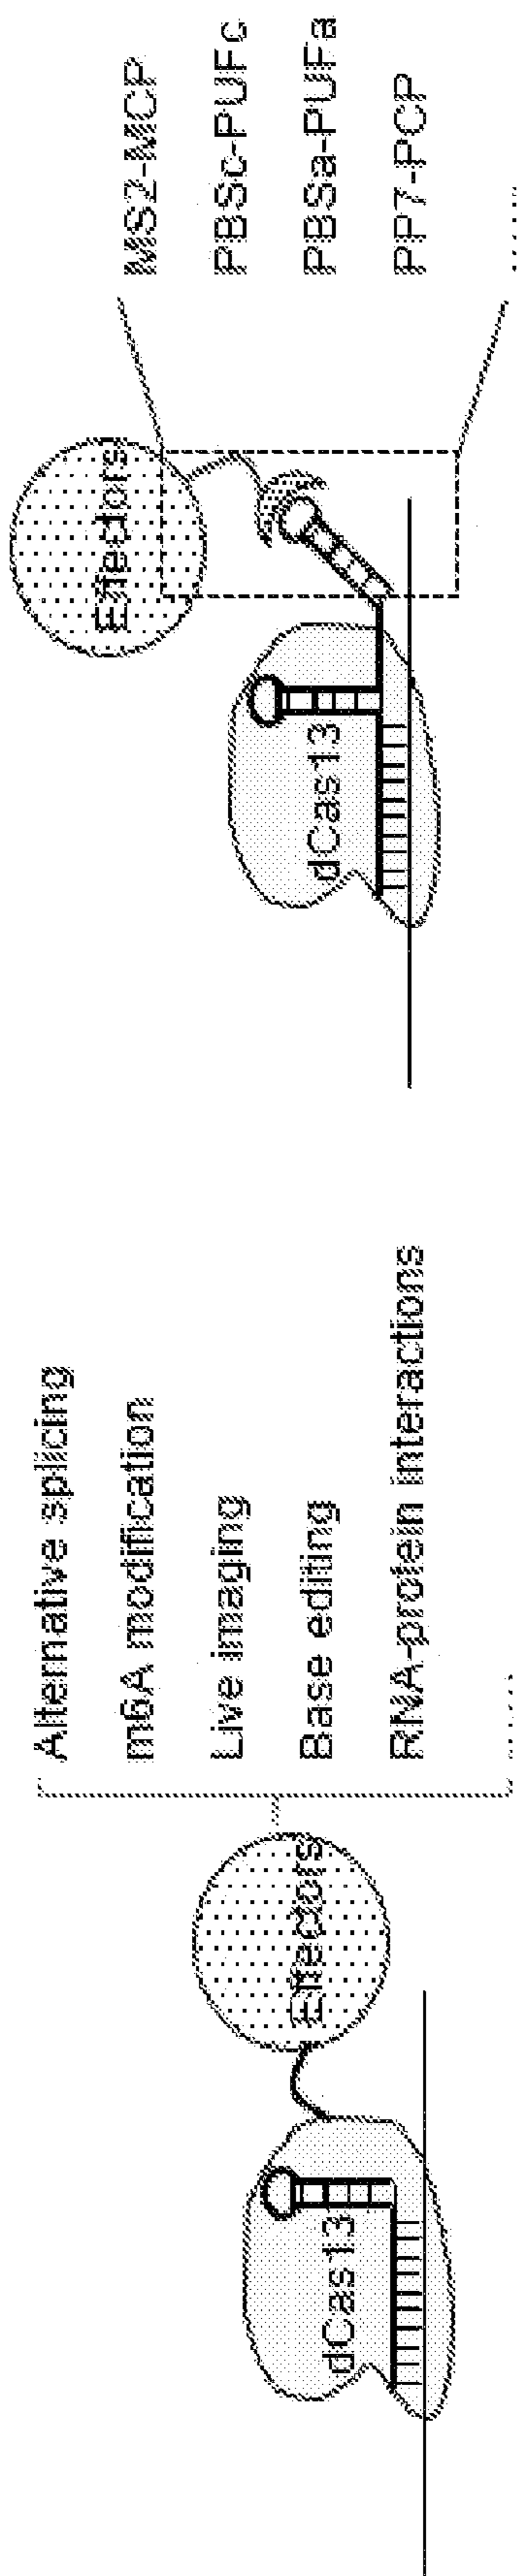 dCas13
Effectors
Alternative splicing
m6A modification
Live imaging
Base editing
RNA-protein interactions
......
dCas13
Effectors
MS2-MCP
PBSc-PUFc
PBSa-PUFa
PP7-PCP
......